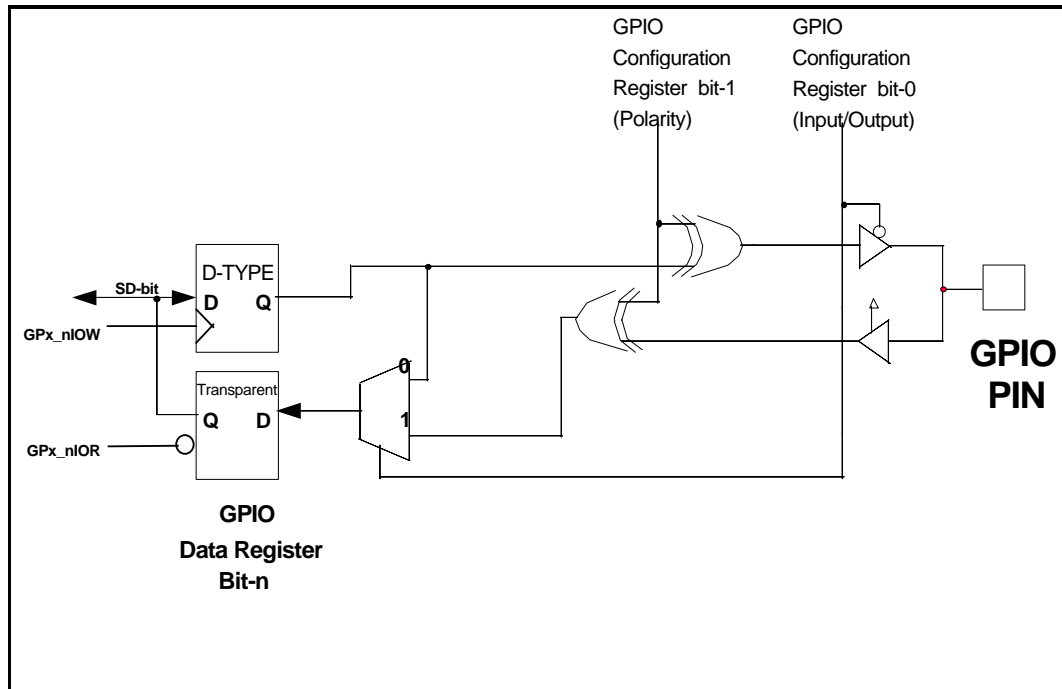 GPIO
Configuration
Register bit-1
(Polarity)
GPIO
Configuration
Register bit-0
(Input/Output)
D-TYPE
SD-bit
D
Q
GPx_nIOW
0
Transparent
1
Q
D
GPx_nIOR
GPIO
PIN
GPIO
Data Register
Bit-n